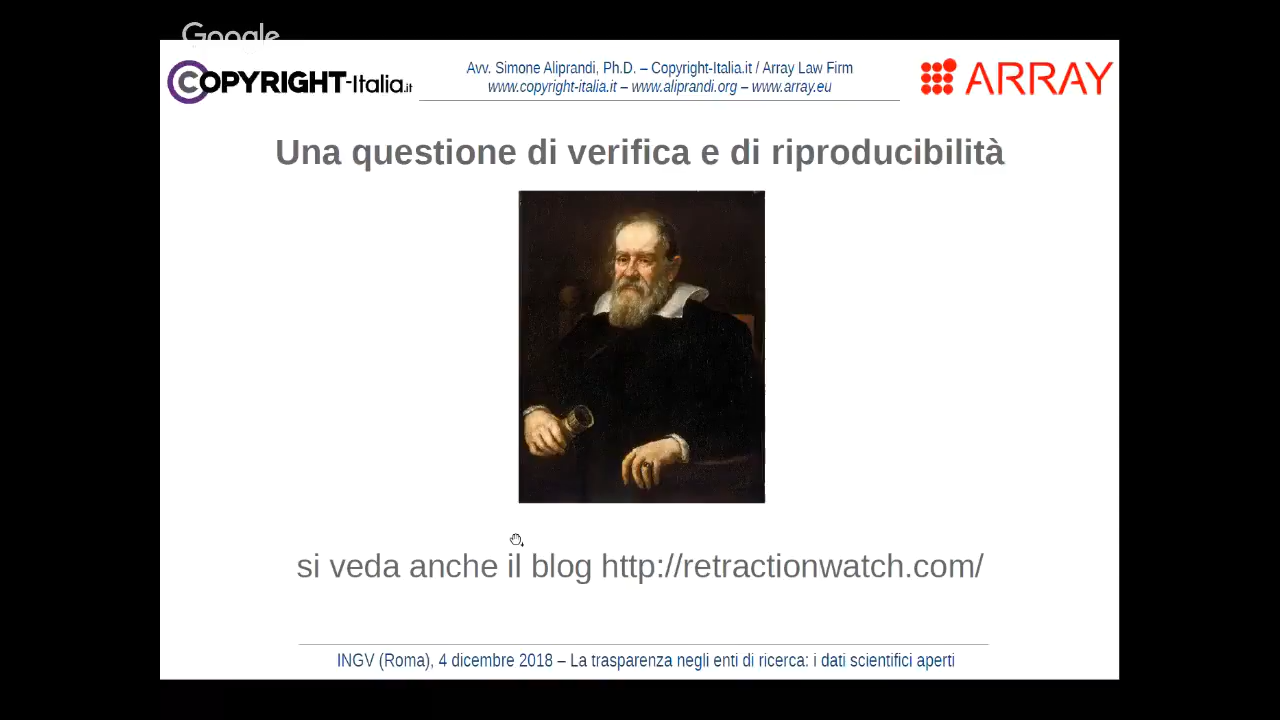 Google
COPYRIGHT-Italia.it
Avv. Simone Aliprandi, Ph.D. – Copyright-Italia.it / Array Law Firm
www.copyright-italia.it – www.aliprandi.org – www.array.eu
ARRAY
Una questione di verifica e di riproducibilità
si veda anche il blog http://retractionwatch.com/
INGV (Roma), 4 dicembre 2018 – La trasparenza negli enti di ricerca: i dati scientifici aperti